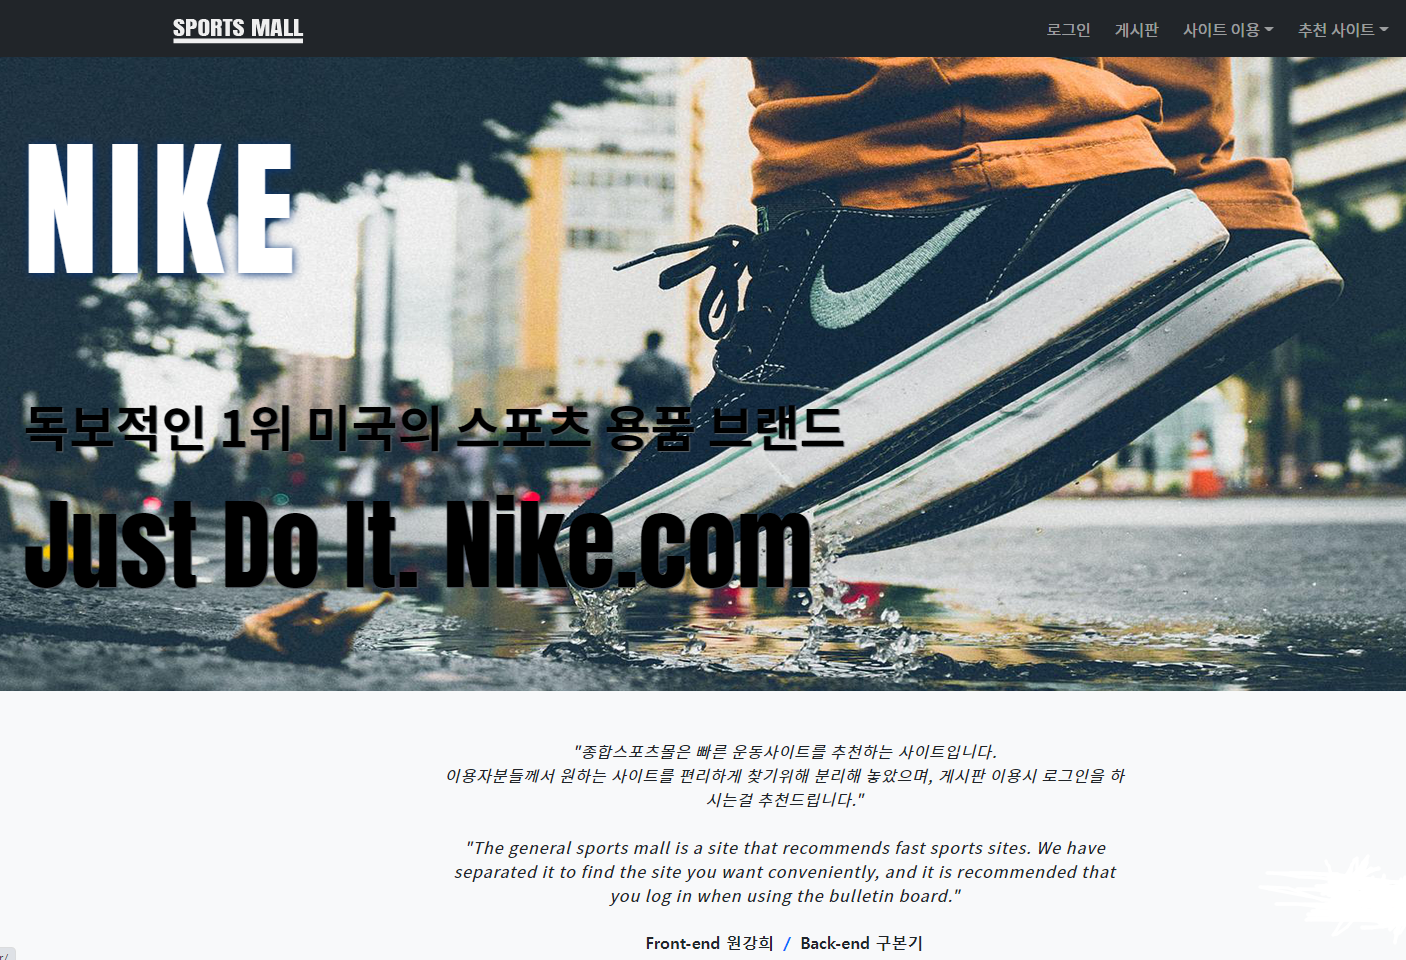 SPORTS MALL
로그인 게시판 사이트 이용 추천 사이트
NIKE
독보적인 1위 미국의 스포츠 용품 브랜드
Just Do It. Nike.com
"종합스포츠몰은 빠른 운동사이트를 추천하는 사이트입니다.
이용자분들께서 원하는 사이트를 편리하게 찾기위해 분리해 놓았으며, 게시판 이용시 로그인을 하
시는걸 추천드립니다."
"The general sports mall is a site that recommends fast sports sites. We have
separated it to find the site you want conveniently, and it is recommended that
you log in when using the bulletin board."
Front-end 원강희 / Back-end 구본기